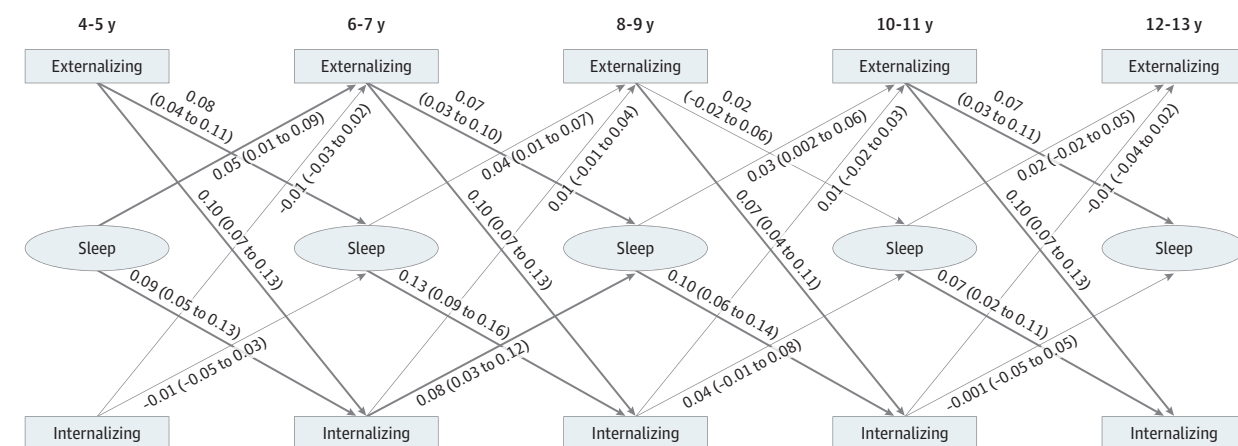 4-5 y
6-7 y
8-9 y
10-11 y
12-13 y
Externalizing
Externalizing
Externalizing
Externalizing
Externalizing
0.08
(0.04 to 0.11)
0.05 (0.01 to 0.09)
-0.01 (-0.03 to 0.02)
0.07
(0.03 to 0.10)
0.04 (0.01 to 0.07)
0.01 (-0.01 to 0.04)
0.02
(-0.02 to 0.06)
0.03 (0.002 to 0.06)
0.01 (-0.02 to 0.03)
0.07
(0.03 to 0.11)
0.02 (-0.02 to 0.05)
-0.01 (-0.04 to 0.02)
0.10 (0.07 to 0.13)
0.10 (0.07 to 0.13)
0.07 (0.04 to 0.11)
0.10 (0.07 to 0.13)
Sleep
Sleep
Sleep
Sleep
Sleep
0.09 (0.05 to 0.13)
-0.01 (-0.05 to 0.03)
0.13 (0.09 to 0.16)
0.08 (0.03 to 0.12)
0.10 (0.06 to 0.14)
0.04 (-0.01 to 0.08)
0.07 (0.02 to 0.11)
-0.001 (-0.05 to 0.05)
Internalizing
Internalizing
Internalizing
Internalizing
Internalizing